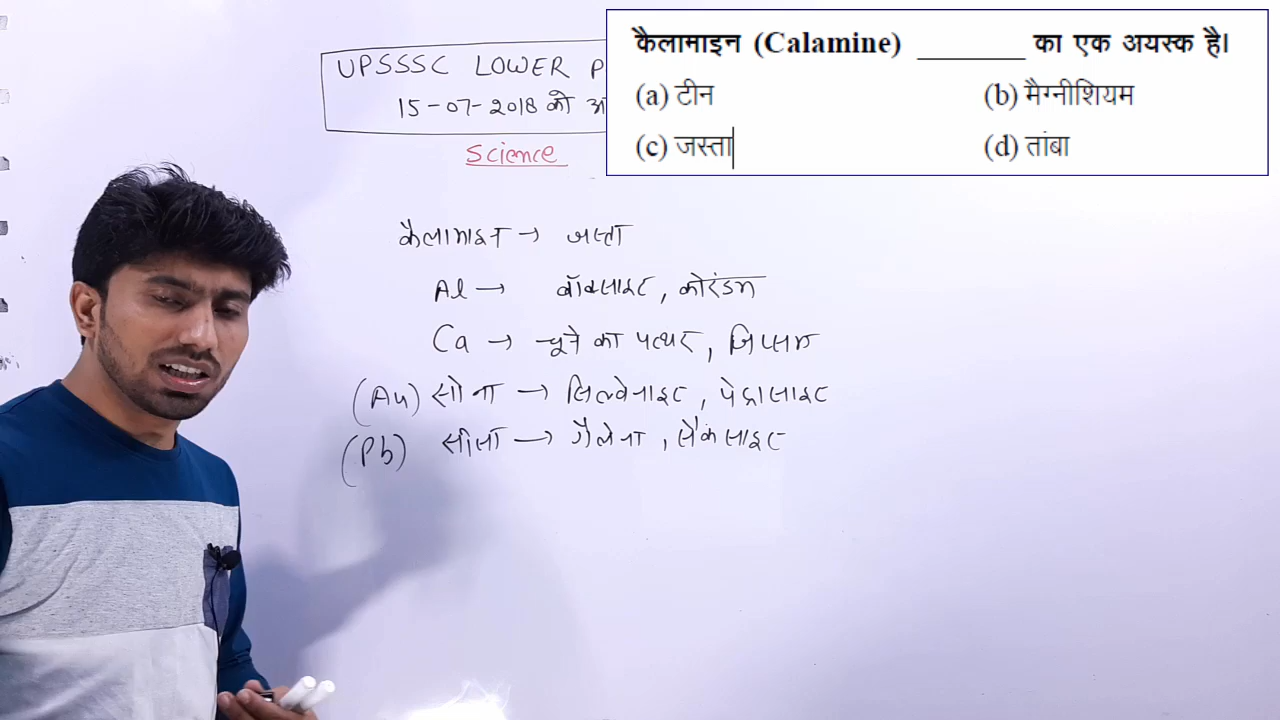 UPSSSC LOWER P
15-07-2018 को अ
Science
कैलामाइन (Calamine) ________ का एक अयस्क है।
(a) टीन (b) मैग्नीशियम
(c) जस्ता (d) तांबा
कैलामाइन → जस्ता
Al → बॉक्साइट, कोरंडम
Ca → चूने का पत्थर, जिप्सम
(Au) सोना → सिल्वेनाइट, पेट्रासाइट
(Pb) सीसा → गैलेना, सैकंसाइट